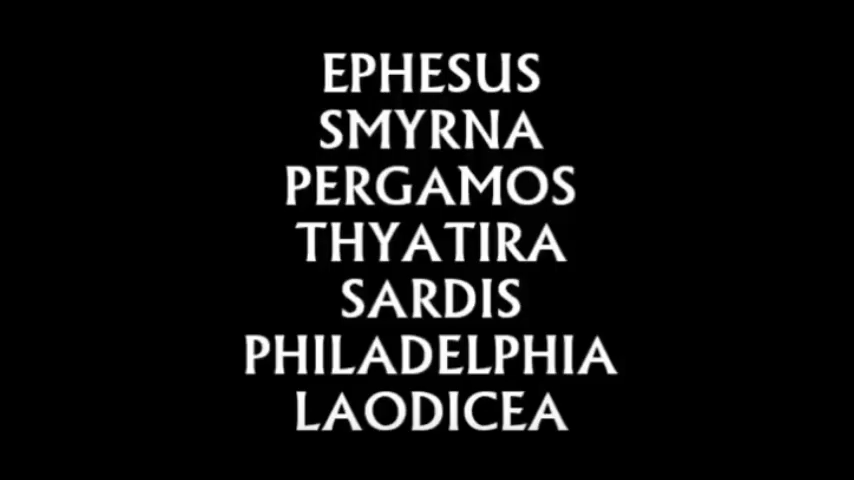 EPHESUS
SMYRNA
PERGAMOS
THYATIRA
SARDIS
PHILADELPHIA
LAODICEA